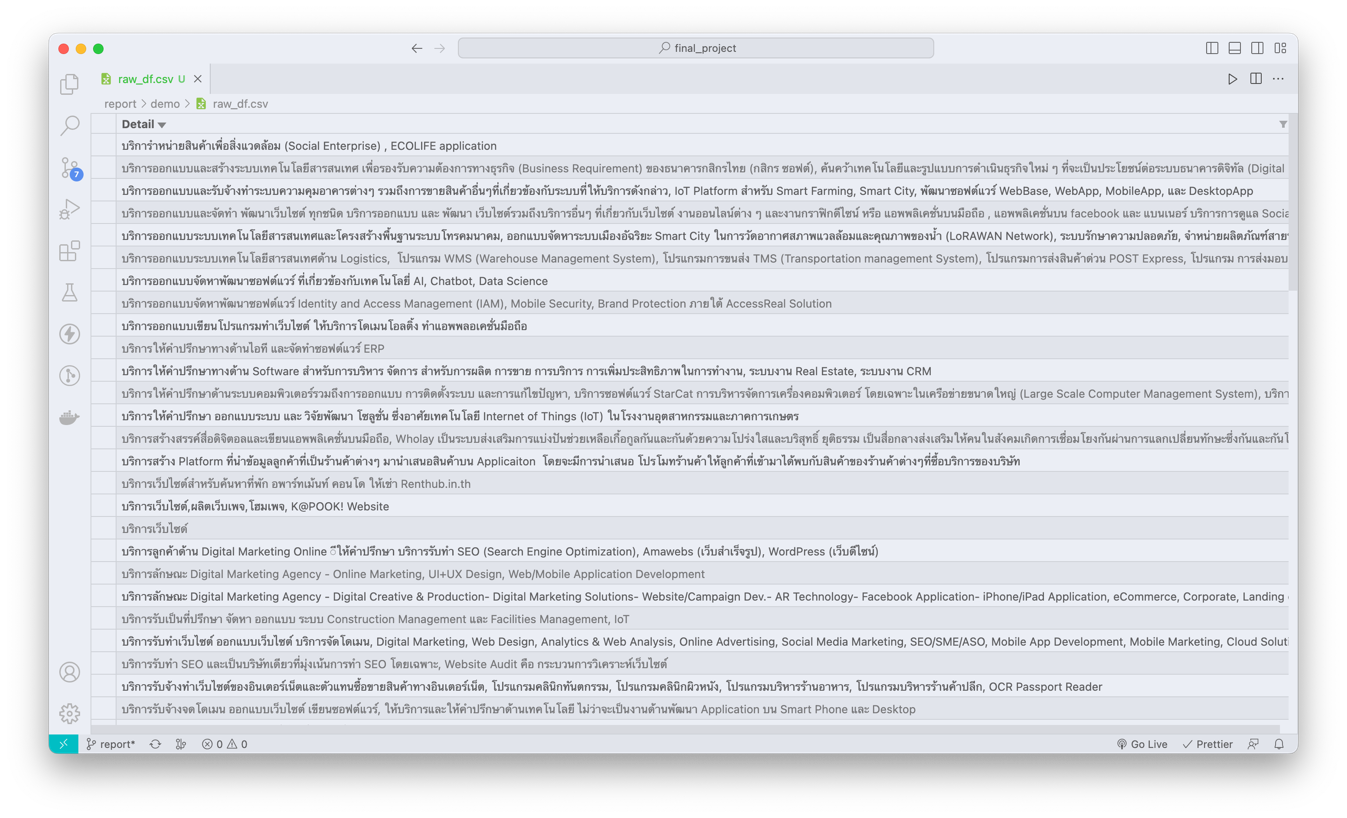 final_project
raw_df.csv U
report > demo > raw_df.csv
Detail
บริการำหน่ายสินค้าเพื่อสิ่งแวดล้อม (Social Enterprise) , ECOLIFE application
บริการออกแบบและสร้างระบบเทคโนโลยีสารสนเทศ เพื่อรองรับความต้องการทางธุรกิจ (Business Requirement) ของธนาคารกสิกรไทย (กสิกร ซอฟต์), ค้นคว้าเทคโนโลยีและรูปแบบการดำเนินธุรกิจใหม่ ๆ ที่จะเป็นประโยชน์ต่อระบบธนาคารดิจิทัล (Digital
บริการออกแบบและรับจ้างทำระบบความคุมอาคารต่างๆ รวมถึงการขายสินค้าอื่นๆที่เกี่ยวข้องกับระบบที่ให้บริการดังกล่าว, IoT Platform สำหรับ Smart Farming, Smart City, พัฒนาซอฟต์แวร์ WebBase, WebApp, MobileApp, และ DesktopApp
บริการออกแบบและจัดทำ พัฒนาเว็บไซต์ ทุกชนิด บริการออกแบบ และ พัฒนา เว็บไซต์รวมถึงบริการอื่นๆ ที่เกี่ยวกับเว็บไซต์ งานออนไลน์ต่าง ๆ และงานกราฟิกดีไซน์ หรือ แอพพลิเคชั่นบนมือถือ , แอพพลิเคชั่นบน facebook และ แบนเนอร์ บริการการดูแล Socia
บริการออกแบบระบบเทคโนโลยีสารสนเทศและโครงสร้างพื้นฐานระบบโทรคมนาคม, ออกแบบจัดหาระบบเมืองอัฉริยะ Smart City ในการวัดอากาศสภาพแวลล้อมและคุณภาพของน้ำ (LoRAWAN Network), ระบบรักษาความปลอดภัย, จำหน่ายผลิตภัณฑ์สาย
บริการออกแบบระบบเทคโนโลยีสารสนเทศด้าน Logistics, โปรแกรม WMS (Warehouse Management System), โปรแกรมการขนส่ง TMS (Transportation management System), โปรแกรมการส่งสินค้าด่วน POST Express, โปรแกรม การส่งมอบ
บริการออกแบบจัดหาพัฒนาซอฟต์แวร์ ที่เกี่ยวข้องกับเทคโนโลยี AI, Chatbot, Data Science
บริการออกแบบจัดหาพัฒนาซอฟต์แวร์ Identity and Access Management (IAM), Mobile Security, Brand Protection ภายใต้ AccessReal Solution
บริการออกแบบเขียนโปรแกรมทำเว็บไซต์ ให้บริการโดเมนโอลติ้ง ทำแอพพลอเคชั่นมือถือ
บริการให้คำปรึกษาทางด้านไอที และจัดทำซอฟต์แวร์ ERP
บริการให้คำปรึกษาทางด้าน Software สำหรับการบริหาร จัดการ สำหรับการผลิต การขาย การบริการ การเพิ่มประสิทธิภาพในการทำงาน, ระบบงาน Real Estate, ระบบงาน CRM
บริการให้คำปรึกษาด้านระบบคอมพิวเตอร์รวมถึงการออกแบบ การติดตั้งระบบ และการแก้ไขปัญหา, บริการซอฟต์แวร์ StarCat การบริหารจัดการเครื่องคอมพิวเตอร์ โดยเฉพาะในเครือข่ายขนาดใหญ่ (Large Scale Computer Management System), บริกา
บริการให้คำปรึกษา ออกแบบระบบ และ วิจัยพัฒนา โซลูชั่น ซึ่งอาศัยเทคโนโลยี Internet of Things (IoT) ในโรงงานอุตสาหกรรมและภาคการเกษตร
บริการสร้างสรรค์สื่อดิจิตอลและเขียนแอพพลิเคชั่นบนมือถือ, Wholay เป็นระบบส่งเสริมการแบ่งปันช่วยเหลือเกื้อกูลกันและกันด้วยความโปร่งใสและบริสุทธิ์ ยุติธรรม เป็นสื่อกลางส่งเสริมให้คนในสังคมเกิดการเชื่อมโยงกันผ่านการแลกเปลี่ยนทักษะซึ่งกันและกันโ
บริการสร้าง Platform ที่นำข้อมูลลูกค้าที่เป็นร้านค้าต่างๆ มานำเสนอสินค้าบน Applicaiton โดยจะมีการนำเสนอ โปรโมทร้านค้าให้ลูกค้าที่เข้ามาได้พบกับสินค้าของร้านค้าต่างๆที่ซื้อบริการของบริษัท
บริการเว็ปไซต์สำหรับค้นหาที่พัก อพาร์ทเม้นท์ คอนโด ให้เช่า Renthub.in.th
บริการเว็บไซต์,ผลิตเว็บเพจ,โฮมเพจ, K@POOK! Website
บริการเว็บไซต์
บริการลูกค้าด้าน Digital Marketing Online ีให้คำปรึกษา บริการรับทำ SEO (Search Engine Optimization), Amawebs (เว็บสำเร็จรูป), WordPress (เว็บดีไซน์)
บริการลักษณะ Digital Marketing Agency - Online Marketing, UI+UX Design, Web/Mobile Application Development
บริการลักษณะ Digital Marketing Agency - Digital Creative & Production- Digital Marketing Solutions- Website/Campaign Dev.- AR Technology- Facebook Application- iPhone/iPad Application, eCommerce, Corporate, Landing
บริการรับเป็นที่ปรึกษา จัดหา ออกแบบ ระบบ Construction Management และ Facilities Management, IoT
บริการรับทำเว็บไซต์ ออกแบบเว็บไซต์ บริการจัดโดเมน, Digital Marketing, Web Design, Analytics & Web Analysis, Online Advertising, Social Media Marketing, SEO/SME/ASO, Mobile App Development, Mobile Marketing, Cloud Soluti
บริการรับทำ SEO และเป็นบริษัทเดียวที่มุ่งเน้นการทำ SEO โดยเฉพาะ, Website Audit คือ กระบวนการวิเคราะห์เว็บไซต์
บริการรับจ้างทำเว็บไซต์ของอินเตอร์เน็ตและตัวแทนซื้อขายสินค้าทางอินเตอร์เน็ต, โปรแกรมคลินิกทันตกรรม, โปรแกรมคลินิกผิวหนัง, โปรแกรมบริหารร้านอาหาร, โปรแกรมบริหารร้านค้าปลีก, OCR Passport Reader
บริการรับจ้างจดโดเมน ออกแบบเว็บไซต์ เขียนซอฟต์แวร์, ให้บริการและให้คำปรึกษาด้านเทคโนโลยี ไม่ว่าจะเป็นงานด้านพัฒนา Application บน Smart Phone และ Desktop
7
report* 0 0 Go Live Prettier